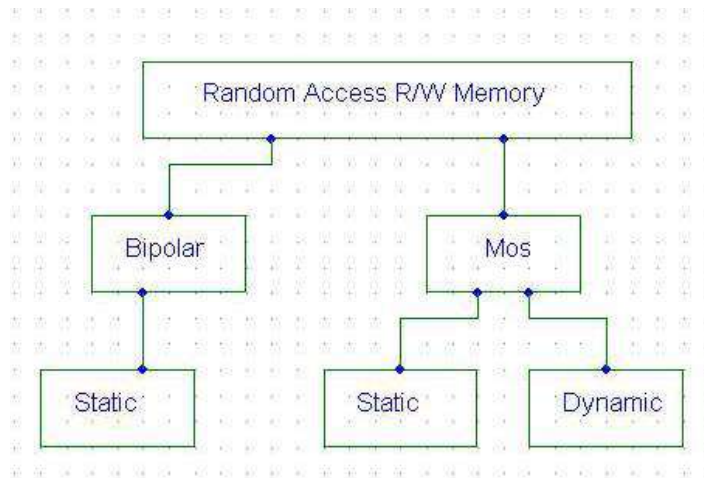 Random Access R/W Memory
Bipolar
Mos
Static
Static
Dynamic